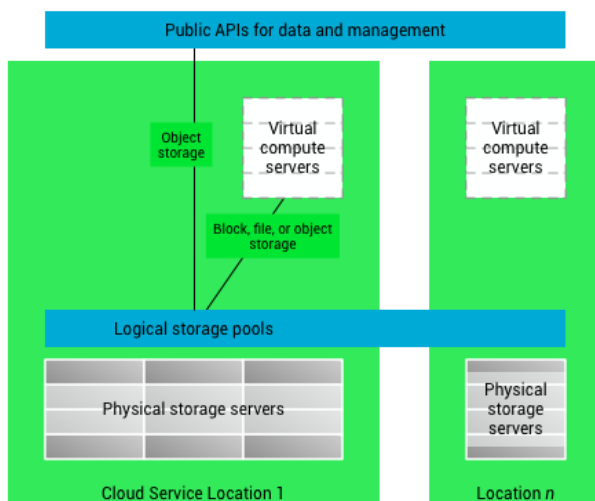 Public APIs for data and management
Object
storage
Virtual
compute
servers
Virtual
compute
servers
Block, file, or object
storage
Logical storage pools
Physical storage servers
Physical
storage
servers
Cloud Service Location 1
Location n